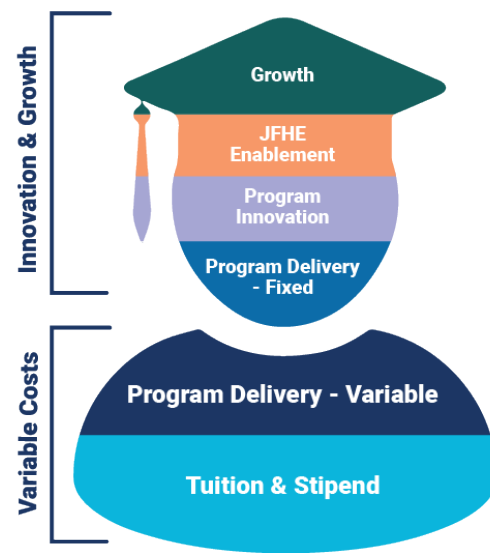 Innovation & Growth
Growth
JFHE
Enablement
Program
Innovation
Program Delivery
- Fixed
Variable Costs
Program Delivery - Variable
Tuition & Stipend